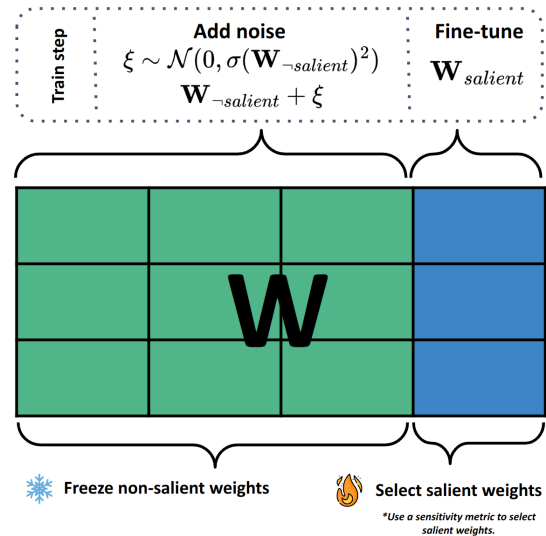 Train step
Add noise
ξ ∼ 𝒩(0, σ(W¬salient)²)
W¬salient + ξ
Fine-tune
Wsalient
W
Freeze non-salient weights
Select salient weights
*Use a sensitivity metric to select
salient weights.